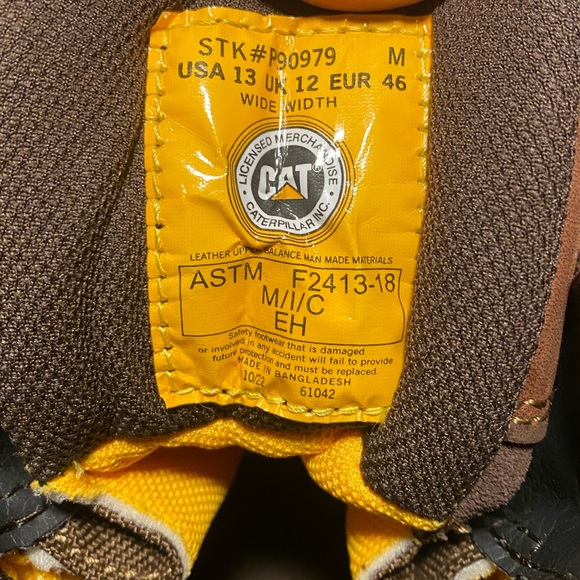 STK#P90979 M
USA 13 UK 12 EUR 46
WIDE WIDTH
LICENSED MERCHANDISE
CAT
CATERPILLAR INC.
®
LEATHER UPPER BALANCE MAN MADE MATERIALS
ASTM F2413-18
M/I/C
EH
Safety footwear that is damaged
or involved in any accident will fail to provide
future protection and must be replaced.
MADE IN BANGLADESH
10/22 61042